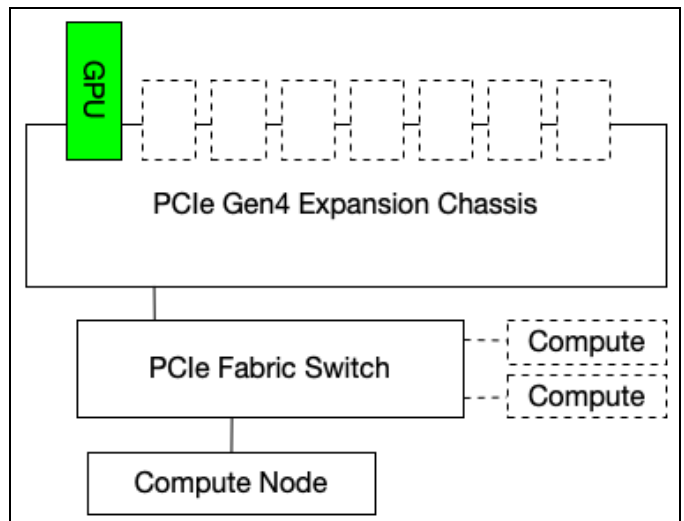 GPU
PCIe Gen4 Expansion Chassis
PCIe Fabric Switch
Compute
Compute
Compute Node